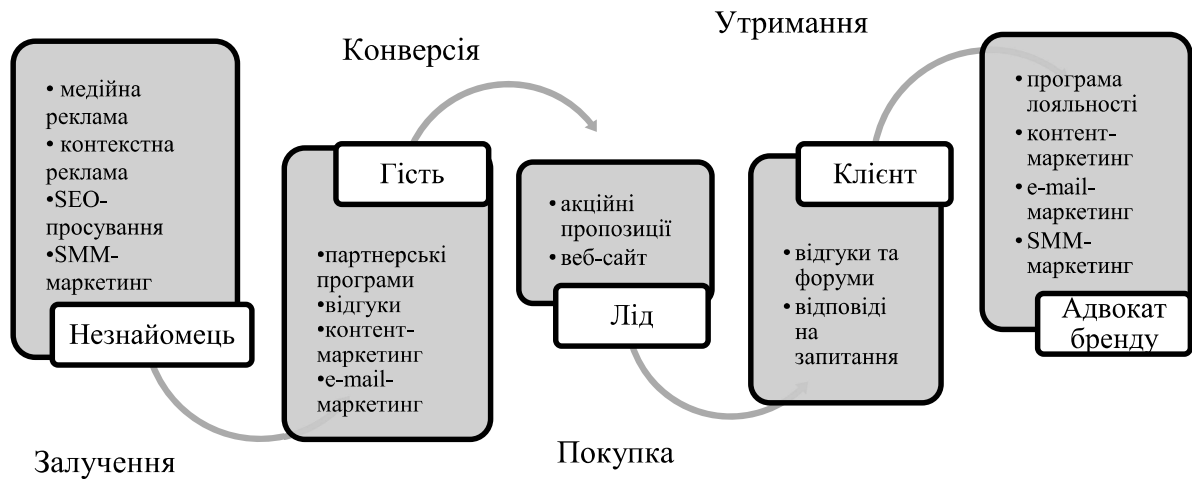 • медійна
реклама
• контекстна
реклама
•SEO-
просування
•SMM-
маркетинг
Незнайомець
Залучення
Гість
•партнерські
програми
•відгуки
•контент-
маркетинг
•e-mail-
маркетинг
Конверсія
• акційні
пропозиції
• веб-сайт
Лід
Покупка
Клієнт
• відгуки та
форуми
• відповіді
на
запитання
Утримання
• програма
лояльності
• контент-
маркетинг
• e-mail-
маркетинг
• SMM-
маркетинг
Адвокат
бренду